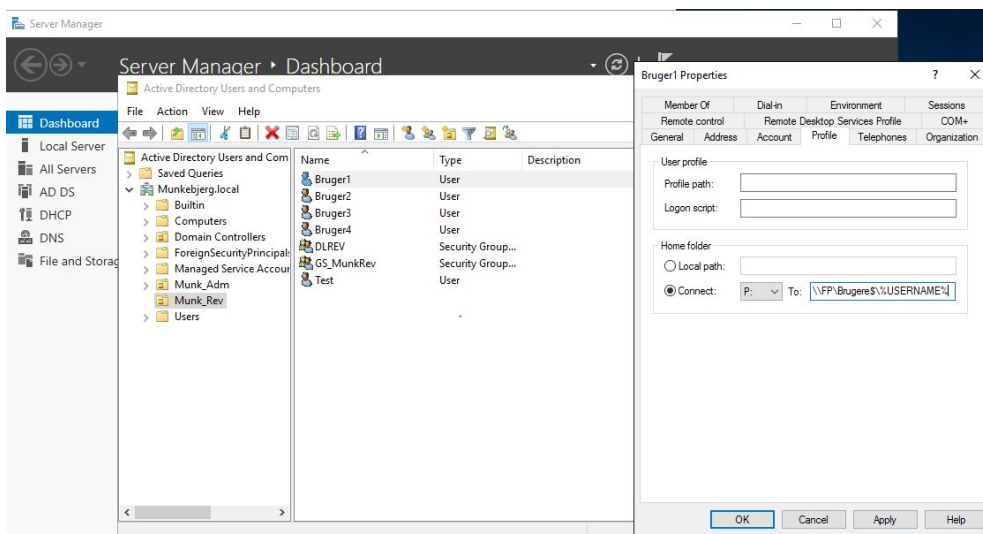 Server Manager
Server Manager • Dashboard
Dashboard
Local Server
All Servers
AD DS
DHCP
DNS
File and Storag
Active Directory Users and Computers
File Action View Help
Active Directory Users and Com
Saved Queries
Munkebjerg.local
Builtin
Computers
Domain Controllers
ForeignSecurityPrincipals
Managed Service Accour
Munk_Adm
Munk_Rev
Users
Name Type Description
Bruger1 User
Bruger2 User
Bruger3 User
Bruger4 User
DLREV Security Group...
GS_MunkRev Security Group...
Test User
Bruger1 Properties
Member Of Dial-in Environment Sessions
Remote control Remote Desktop Services Profile COM+
General Address Account Profile Telephones Organization
User profile
Profile path:
Logon script:
Home folder
Local path:
Connect: P: To: \\FP\Brugere$\%USERNAME%
OK Cancel Apply Help